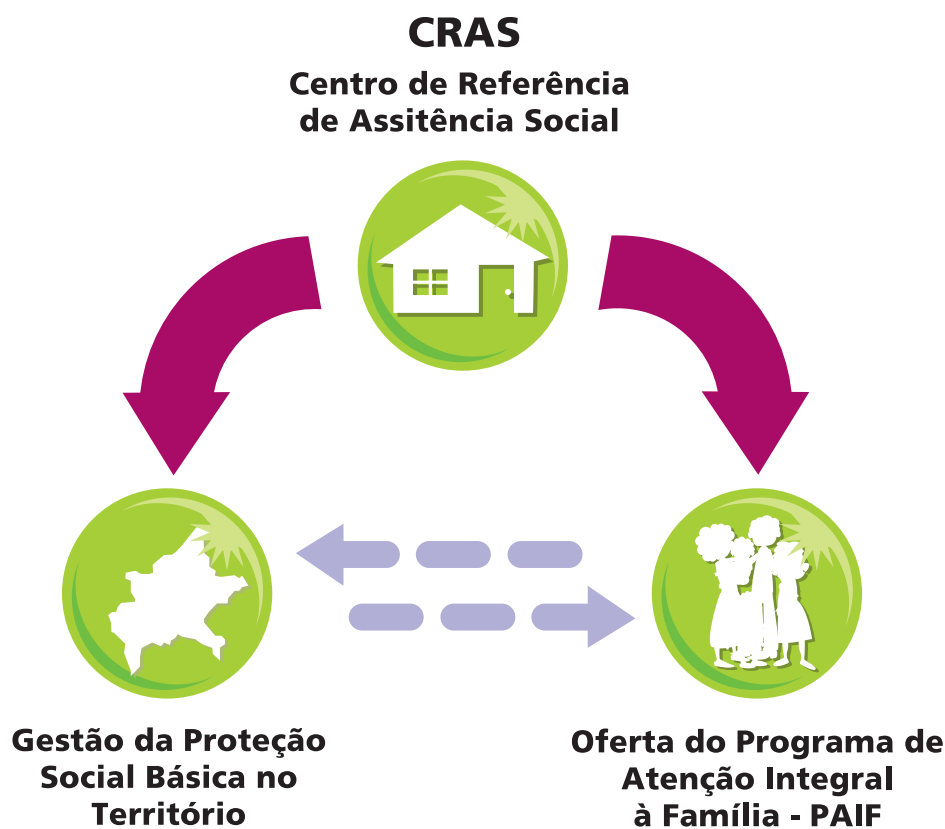 CRAS
Centro de Referência
de Assitência Social
Gestão da Proteção
Social Básica no
Território
Oferta do Programa de
Atenção Integral
à Família - PAIF